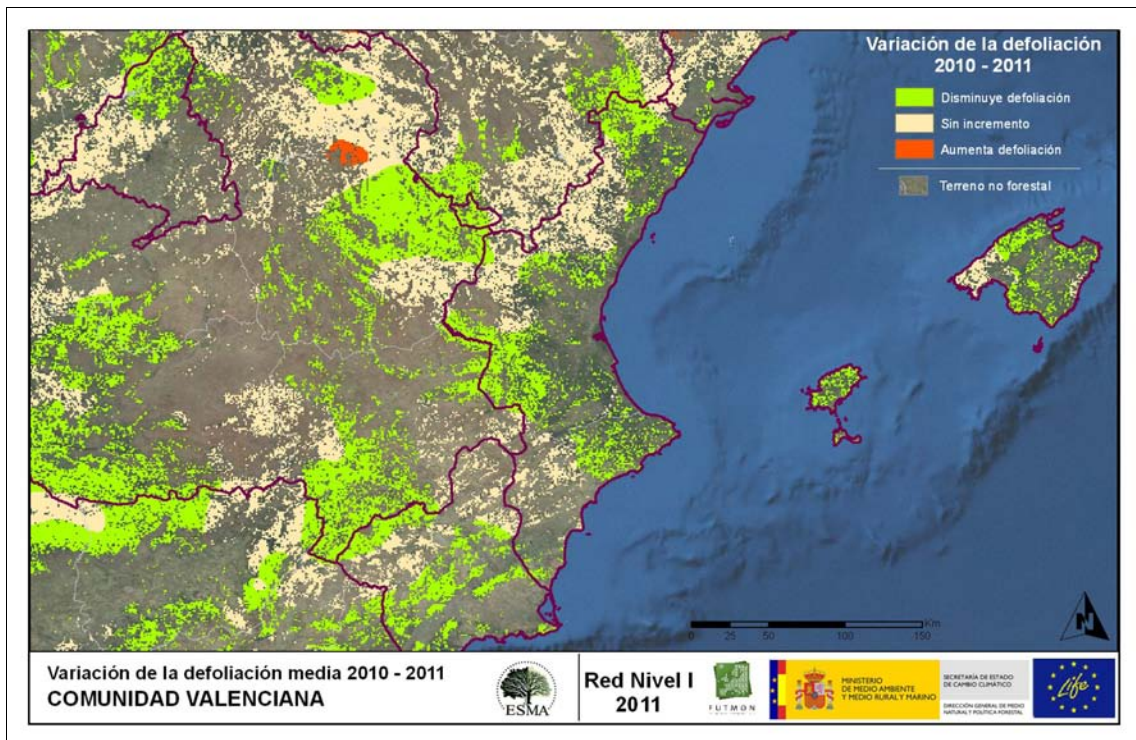 Variación de la defoliación
2010 - 2011
Disminuye defoliación
Sin incremento
Aumenta defoliación
Terreno no forestal
N
Km
0 25 50 100 150
Variación de la defoliación media 2010 - 2011
COMUNIDAD VALENCIANA
ESMA
Red Nivel I
2011
FUTMON
MINISTERIO
DE MEDIO AMBIENTE
Y MEDIO RURAL Y MARINO
SECRETARÍA DE ESTADO
DE CAMBIO CLIMÁTICO
DIRECCIÓN GENERAL DE MEDIO
NATURAL Y POLÍTICA FORESTAL
Life